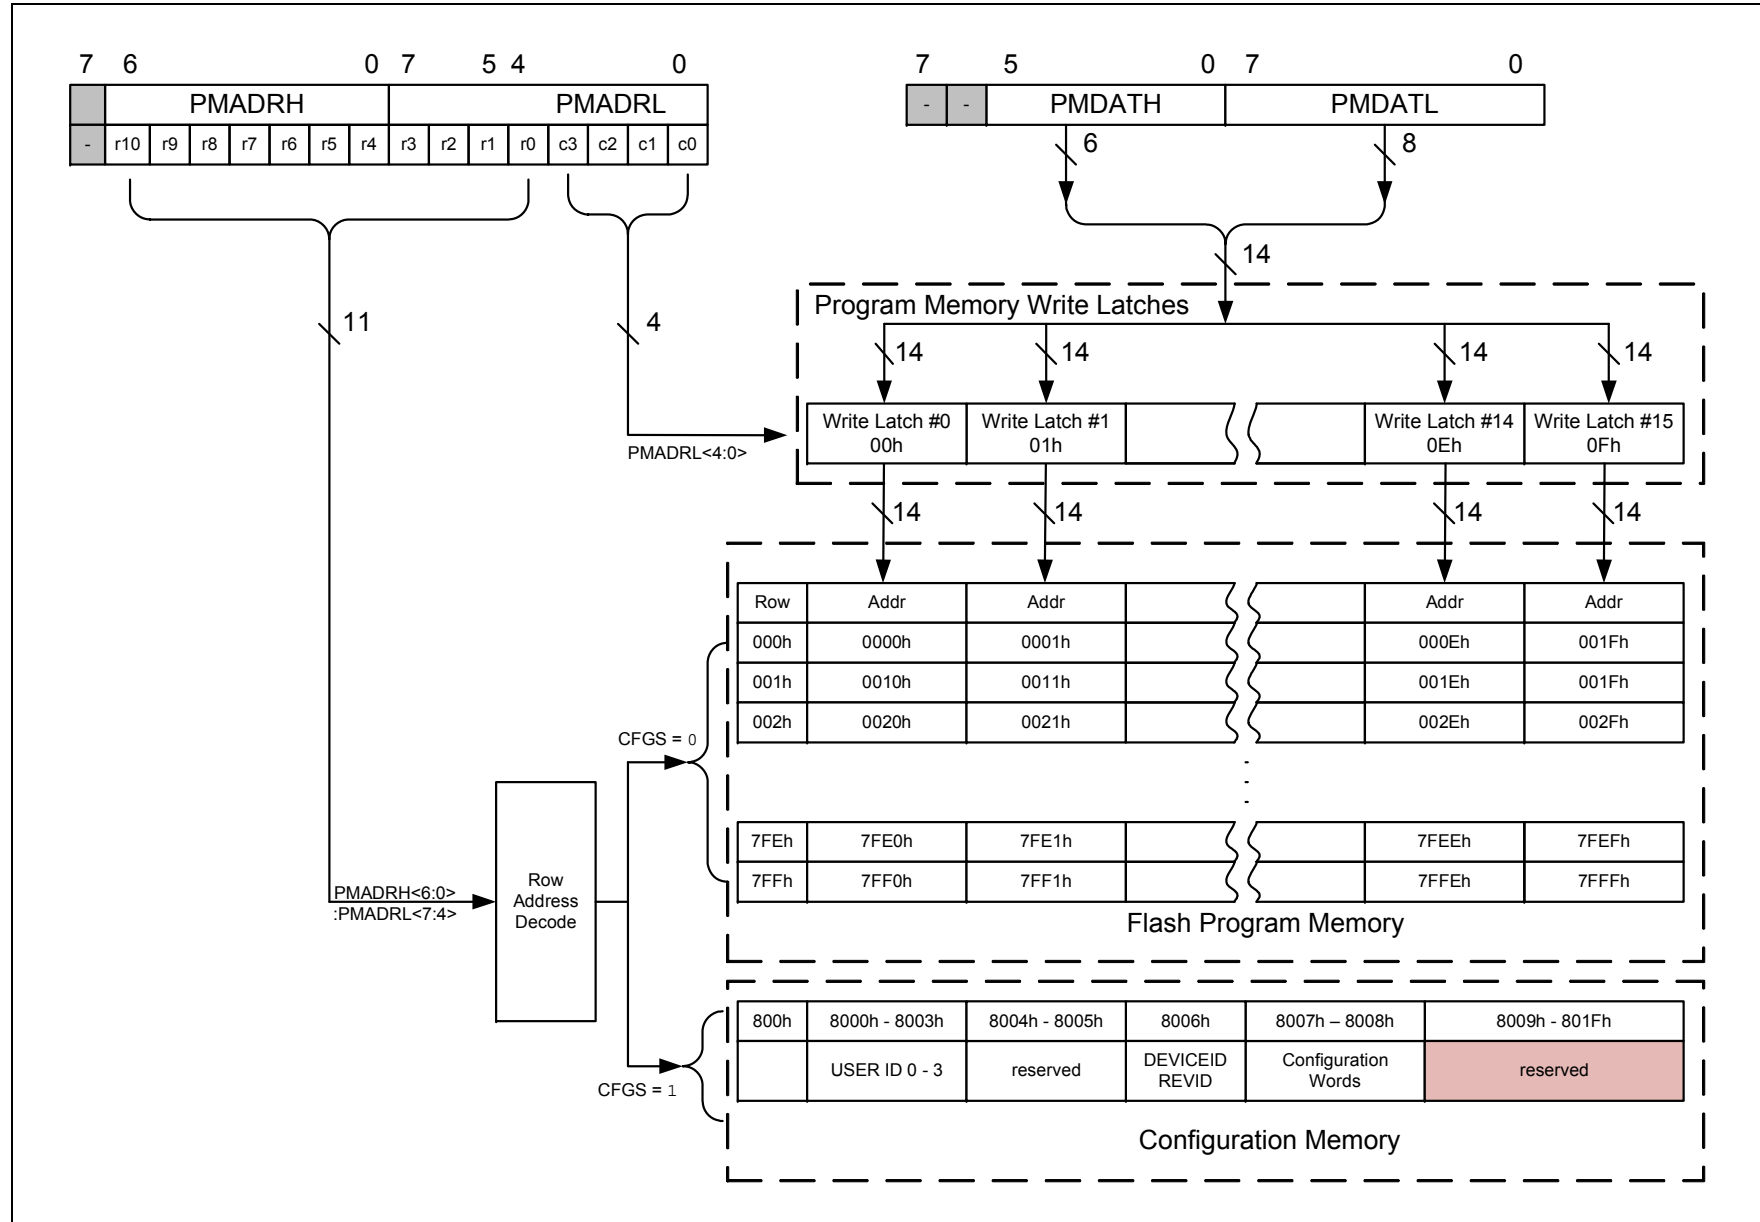 7 6 0 7 5 4 0
7 5 0 7 0
PMADRH PMADRL
- - PMDATH PMDATL
- r10 r9 r8 r7 r6 r5 r4 r3 r2 r1 r0 c3 c2 c1 c0
6 8
14
Program Memory Write Latches
11 4
14 14 14 14
Write Latch #0 Write Latch #1 Write Latch #14 Write Latch #15
00h 01h 0Eh 0Fh
PMADRL<4:0>
14 14 14 14
Row Addr Addr Addr Addr
000h 0000h 0001h 000Eh 001Fh
001h 0010h 0011h 001Eh 001Fh
002h 0020h 0021h 002Eh 002Fh
CFGS = 0
7FEh 7FE0h 7FE1h 7FEEh 7FEFh
7FFh 7FF0h 7FF1h 7FFEh 7FFFh
Flash Program Memory
PMADRH<6:0>
:PMADRL<7:4>
Row
Address
Decode
800h 8000h - 8003h 8004h - 8005h 8006h 8007h – 8008h 8009h - 801Fh
USER ID 0 - 3 reserved DEVICEID Configuration reserved
REVID Words
CFGS = 1
Configuration Memory